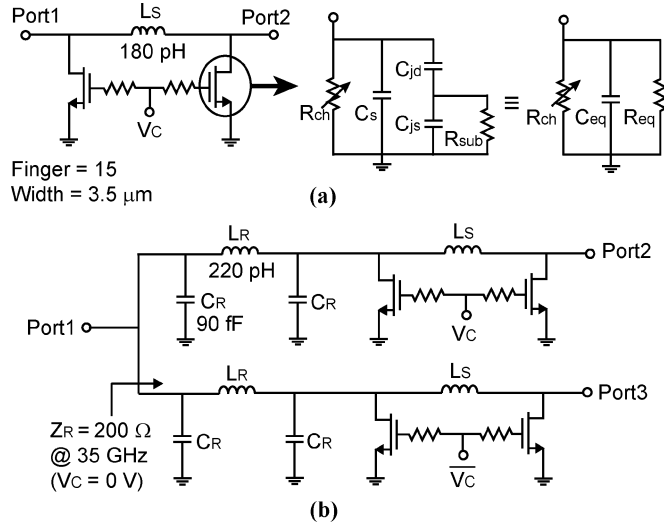 Port1
LS
Port2
180 pH
VC
Rch
Cs
Cjd
Cjs
Rsub
≡
Rch
Ceq
Req
Finger = 15
Width = 3.5 μm
(a)
LR
220 pH
LS
Port2
CR
90 fF
CR
VC
Port1
LR
LS
Port3
ZR = 200 Ω
@ 35 GHz
(VC = 0 V)
CR
CR
VC
(b)